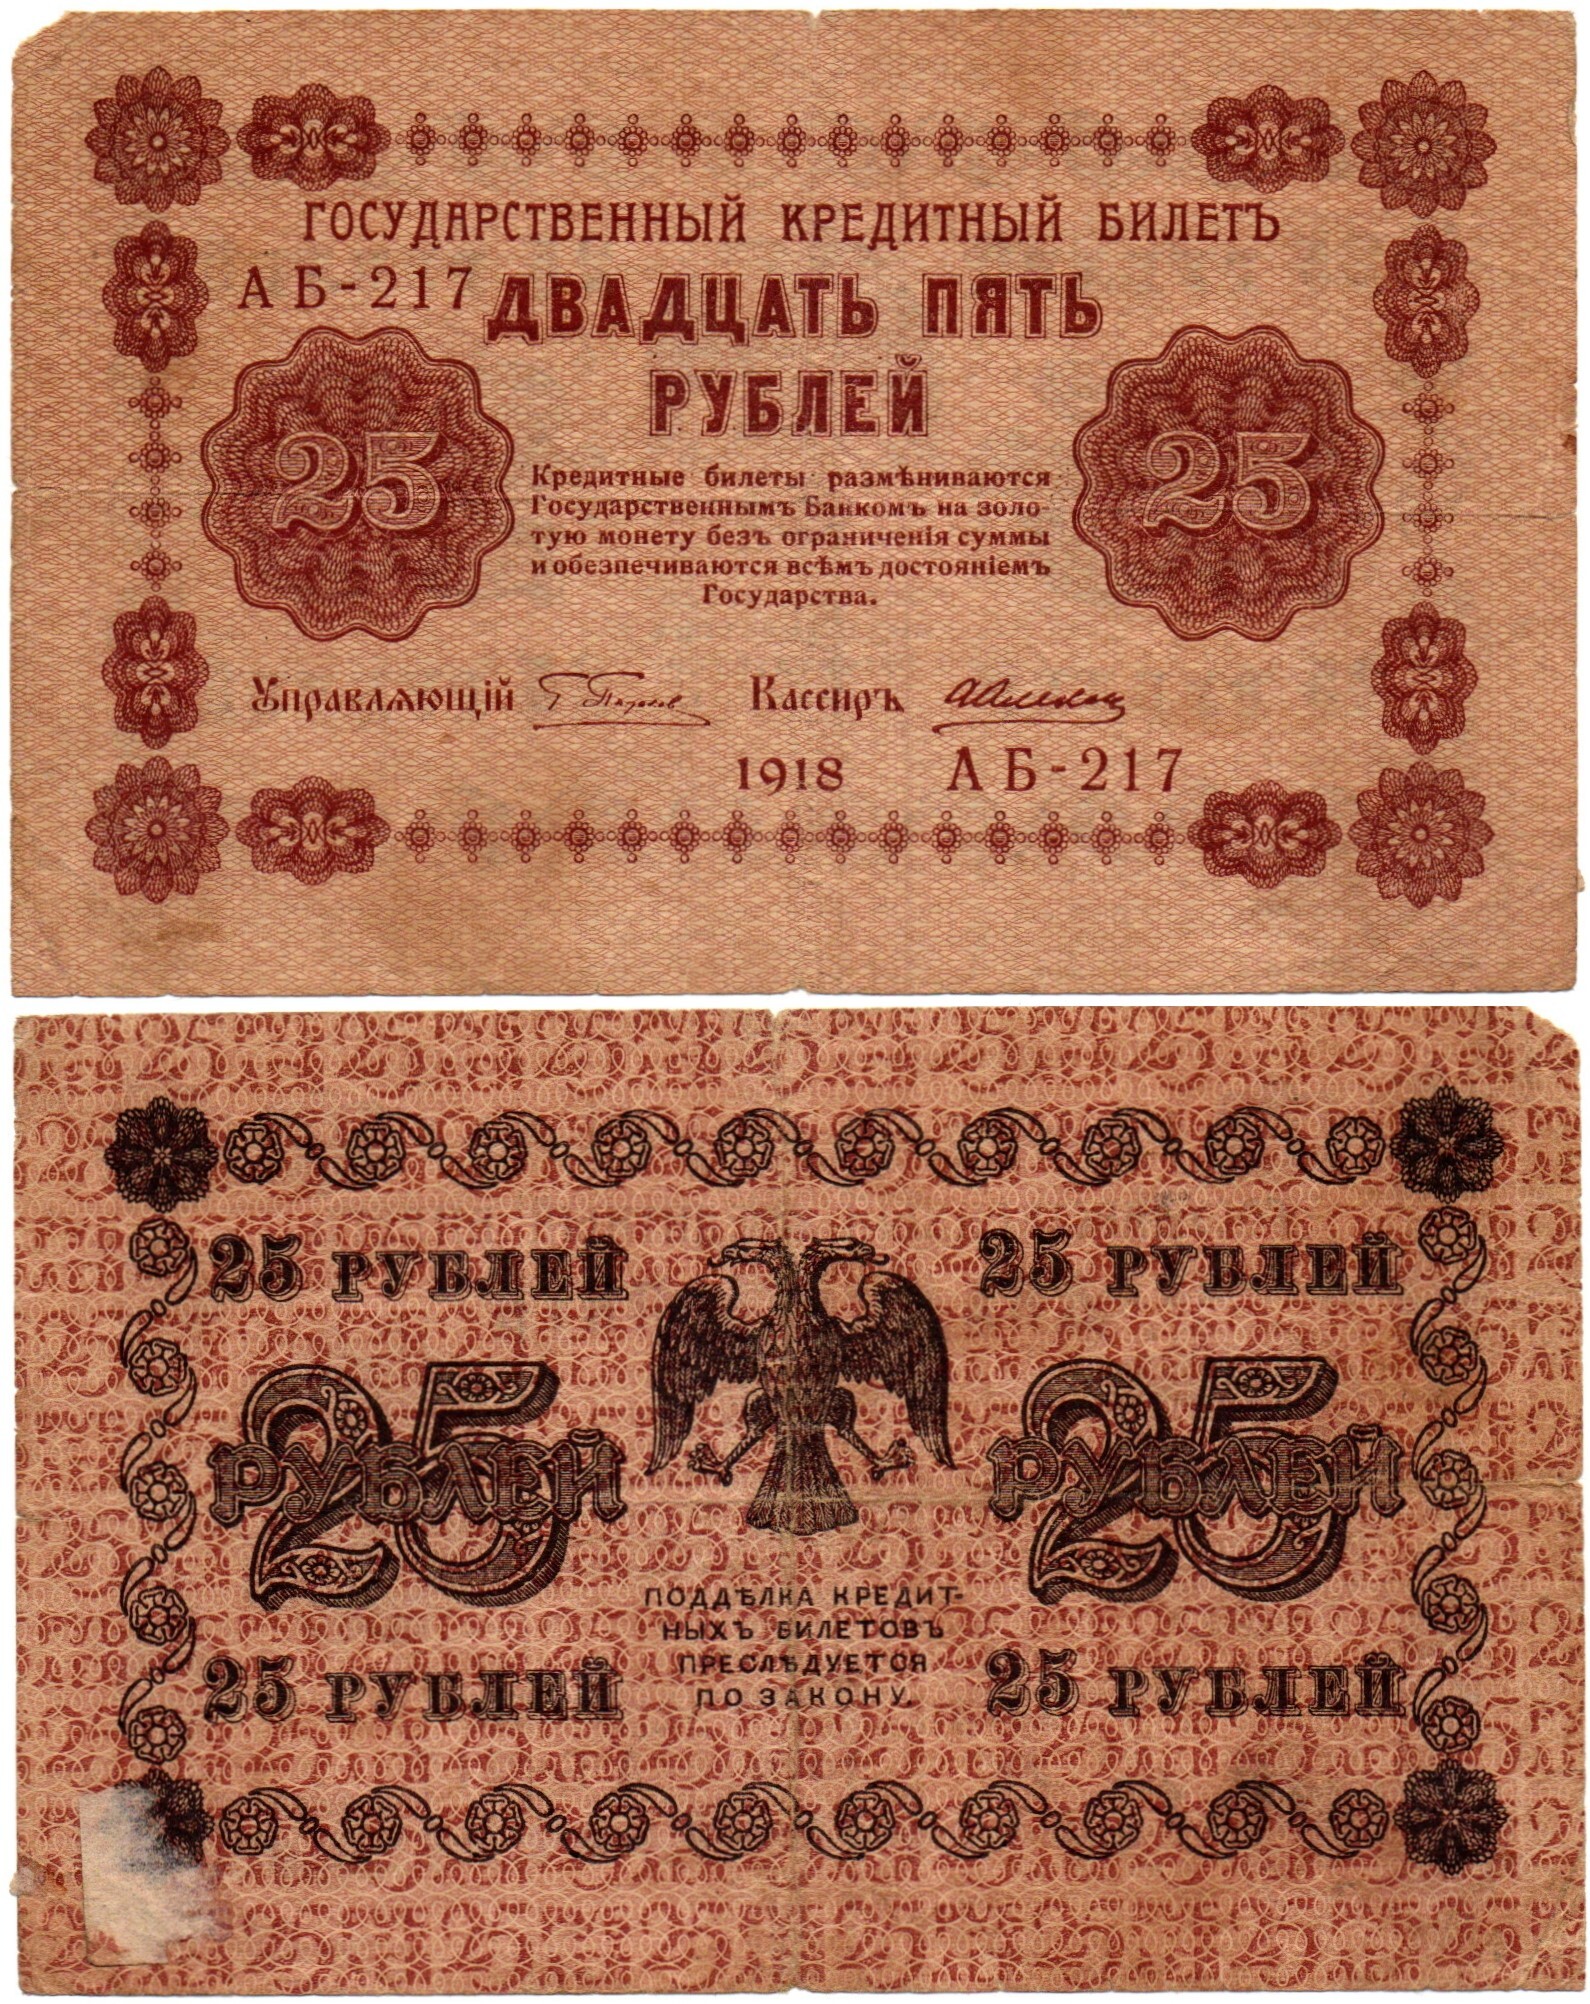 ГОСУДАРСТВЕННЫЙ КРЕДИТНЫЙ БИЛЕТЪ
АБ-217
ДВАДЦАТЬ ПЯТЬ
РУБЛЕЙ
25
25
Кредитные билеты размѣниваются
Государственнымъ Банкомъ на золо-
тую монету безъ ограниченія суммы
и обезпечиваются всѣмъ достояніемъ
Государства.
Управляющій
Кассиръ
1918
АБ-217
25 РУБЛЕЙ
25 РУБЛЕЙ
25
РУБЛЕЙ
25
РУБЛЕЙ
ПОДДѢЛКА КРЕДИТ-
НЫХЪ БИЛЕТОВЪ
ПРЕСЛѢДУЕТСЯ
ПО ЗАКОНУ.
25 РУБЛЕЙ
25 РУБЛЕЙ